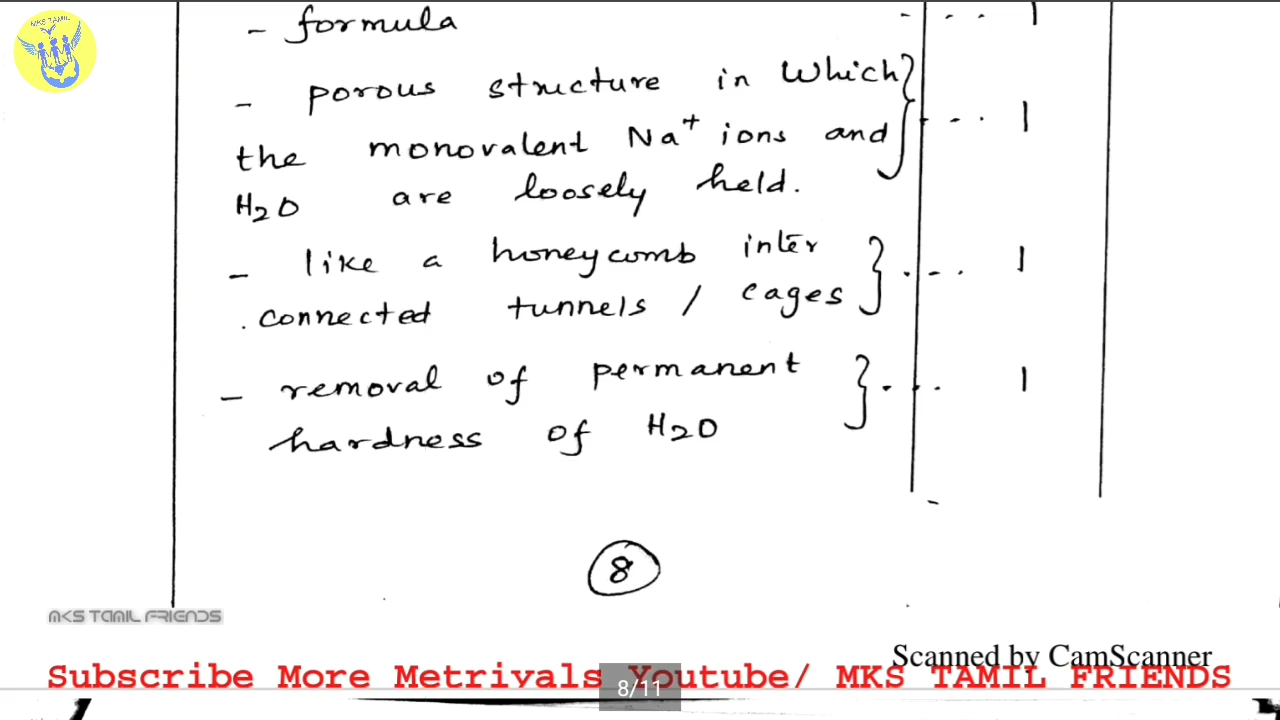 MKS TAMIL
- formula - . . . 1
- porous structure in which
the monovalent Na+ ions and } . - - . 1
H2O are loosely held.
- like a honeycomb inter
connected tunnels / cages } . - - . 1
- removal of permanent
hardness of H2O } . - - . 1
8
MKS TAMIL FRIENDS
Scanned by CamScanner
Subscribe More Metrivals Youtube/ MKS TAMIL FRIENDS
8/11